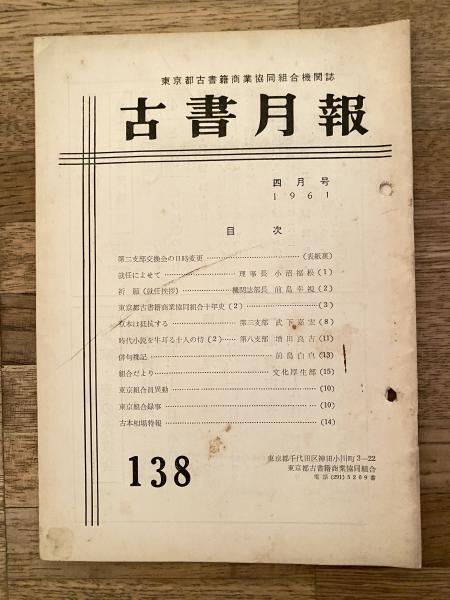 東京都古書籍商業協同組合機関誌
古書月報
四月号
1961
目次
第二支部交換会の日時変更……(表紙裏)
就任によせて……理事長 小沼福松(1)
祈願(就任挨拶)……機関誌部長 前島幸視(2)
東京都古書籍商業協同組合十年史(2)……(3)
取本は抵抗する……第三支部 武下嘉宏(8)
時代小説を牛耳る十人の侍(2)……第八支部 増田良吉(11)
俳句雑記……前島白良(13)
組合だより……文化厚生部(15)
東京組合員異動……(10)
東京組合録事……(10)
古本相場特報……(14)
138
東京都千代田区神田小川町3—22
東京都古書籍商業協同組合
電話(291)5209番